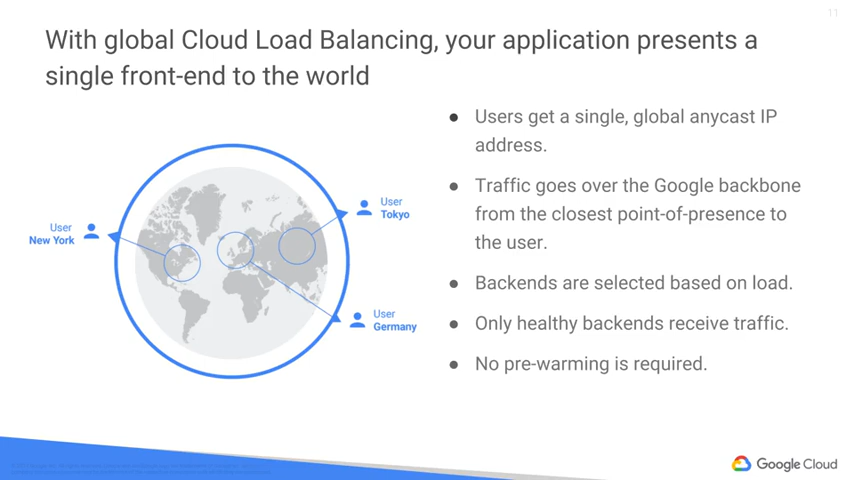 11
With global Cloud Load Balancing, your application presents a
single front-end to the world
● Users get a single, global anycast IP
address.
● Traffic goes over the Google backbone
from the closest point-of-presence to
the user.
● Backends are selected based on load.
● Only healthy backends receive traffic.
● No pre-warming is required.
User
New York
User
Tokyo
User
Germany
Google Cloud